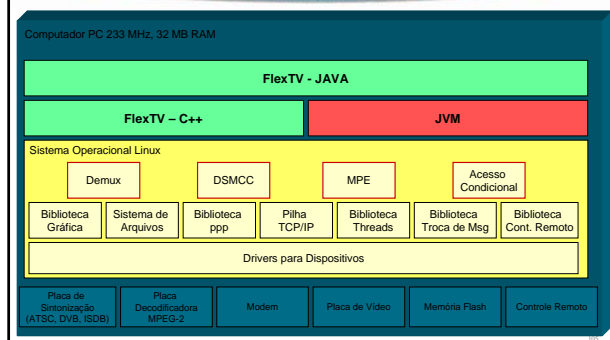 Computador PC 233 MHz, 32 MB RAM
FlexTV - JAVA
FlexTV – C++
JVM
Sistema Operacional Linux
Demux
DSMCC
MPE
Acesso
Condicional
Biblioteca
Gráfica
Sistema de
Arquivos
Biblioteca
ppp
Pilha
TCP/IP
Biblioteca
Threads
Biblioteca
Troca de Msg
Biblioteca
Cont. Remoto
Drivers para Dispositivos
Placa de
Sintonização
(ATSC, DVB, ISDB)
Placa
Decodificadora
MPEG-2
Modem
Placa de Vídeo
Memória Flash
Controle Remoto